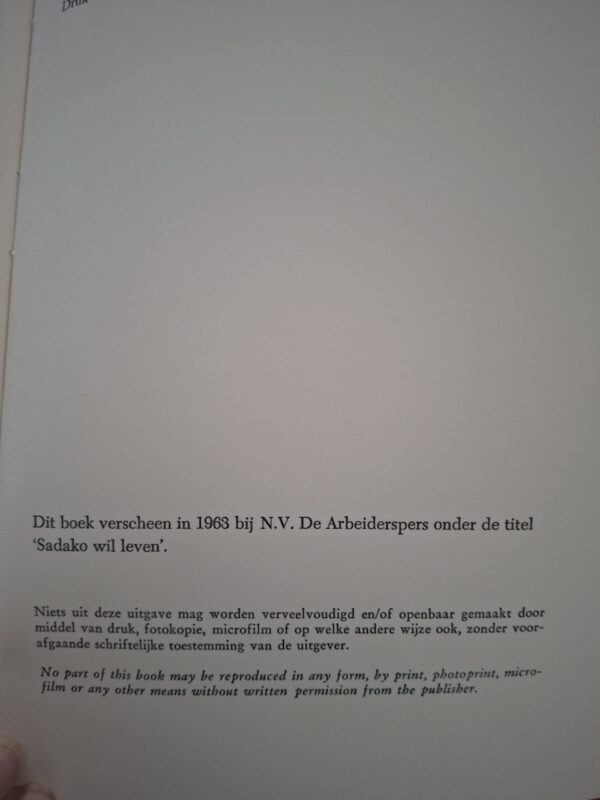 Druk
Dit boek verscheen in 1963 bij N.V. De Arbeiderspers onder de titel
‘Sadako wil leven’.
Niets uit deze uitgave mag worden verveelvoudigd en/of openbaar gemaakt door
middel van druk, fotokopie, microfilm of op welke andere wijze ook, zonder voor-
afgaande schriftelijke toestemming van de uitgever.
No part of this book may be reproduced in any form, by print, photoprint, micro-
film or any other means without written permission from the publisher.